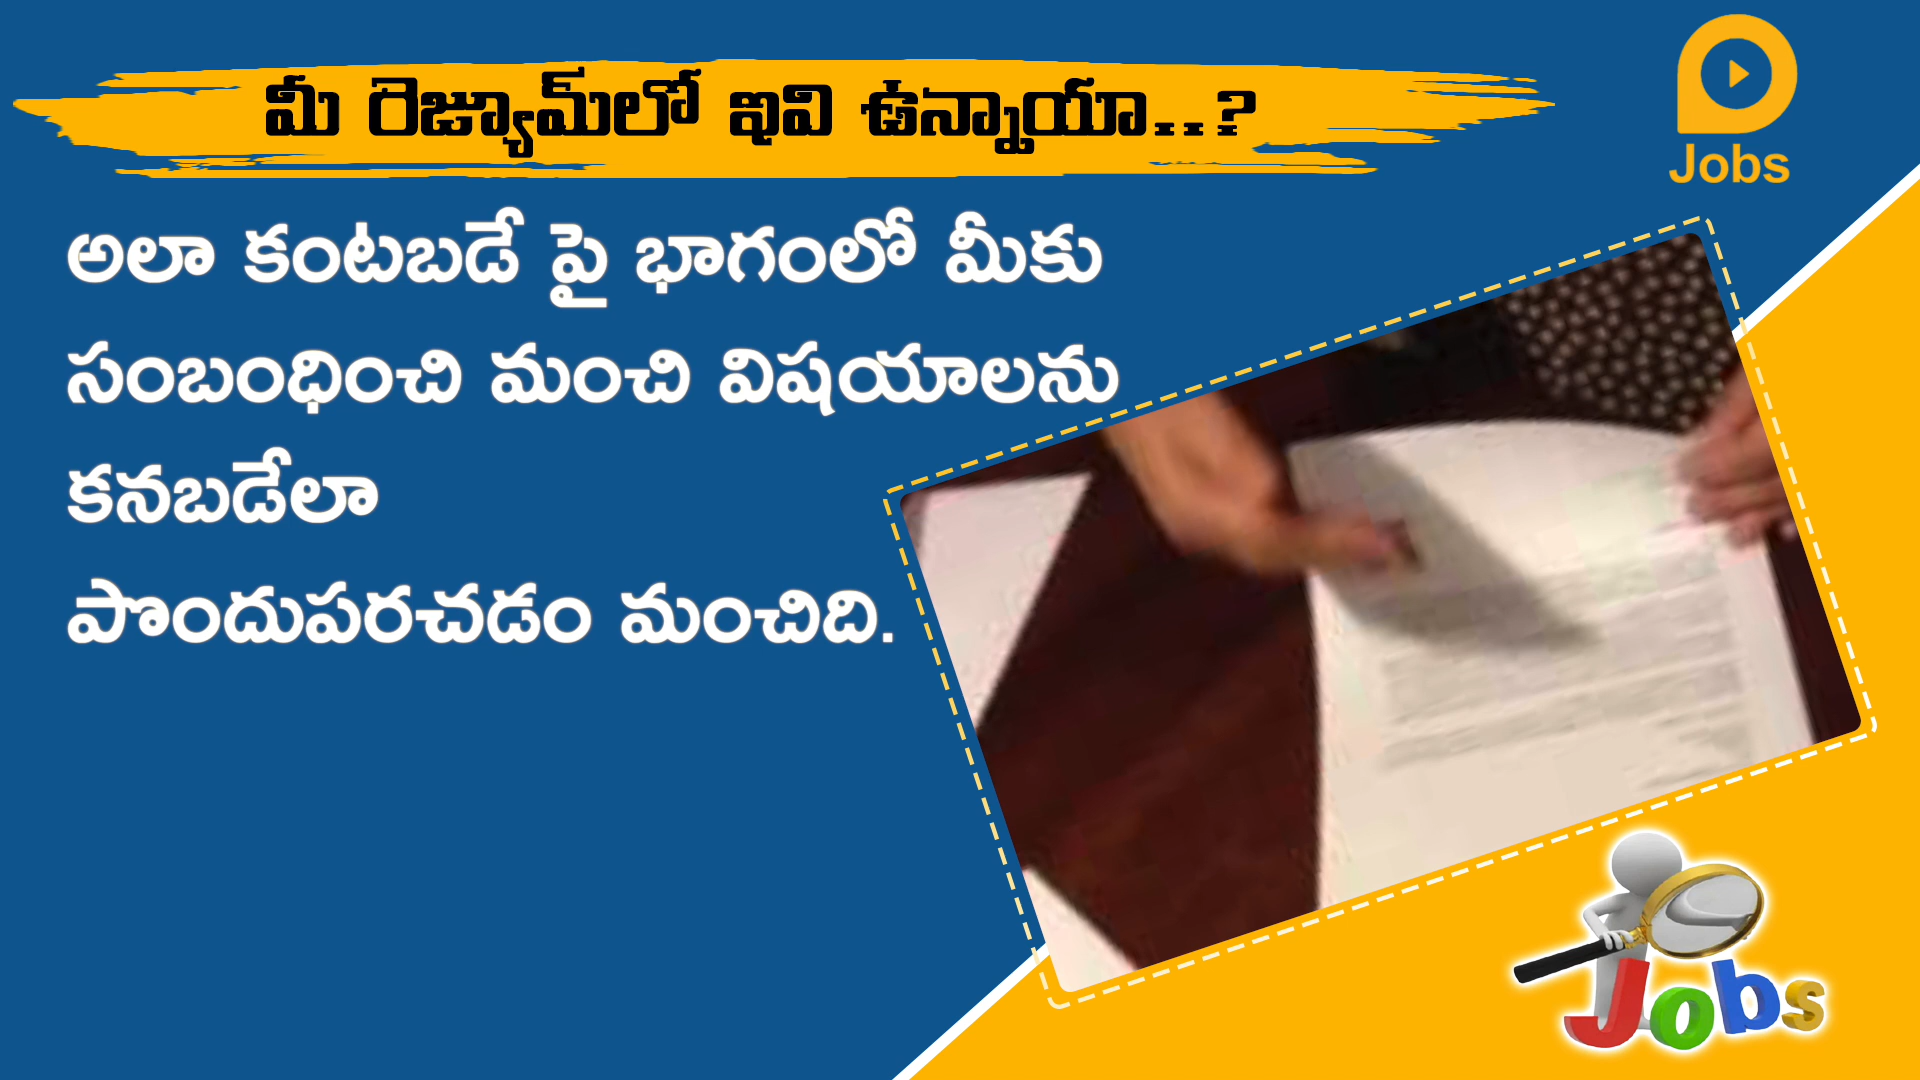 మీ రెజ్యూమ్‌లో ఇవి ఉన్నాయా..?
Jobs
అలా కంటబడే పై భాగంలో మీకు
సంబంధించి మంచి విషయాలను
కనబడేలా
పొందుపరచడం మంచిది.
Jobs